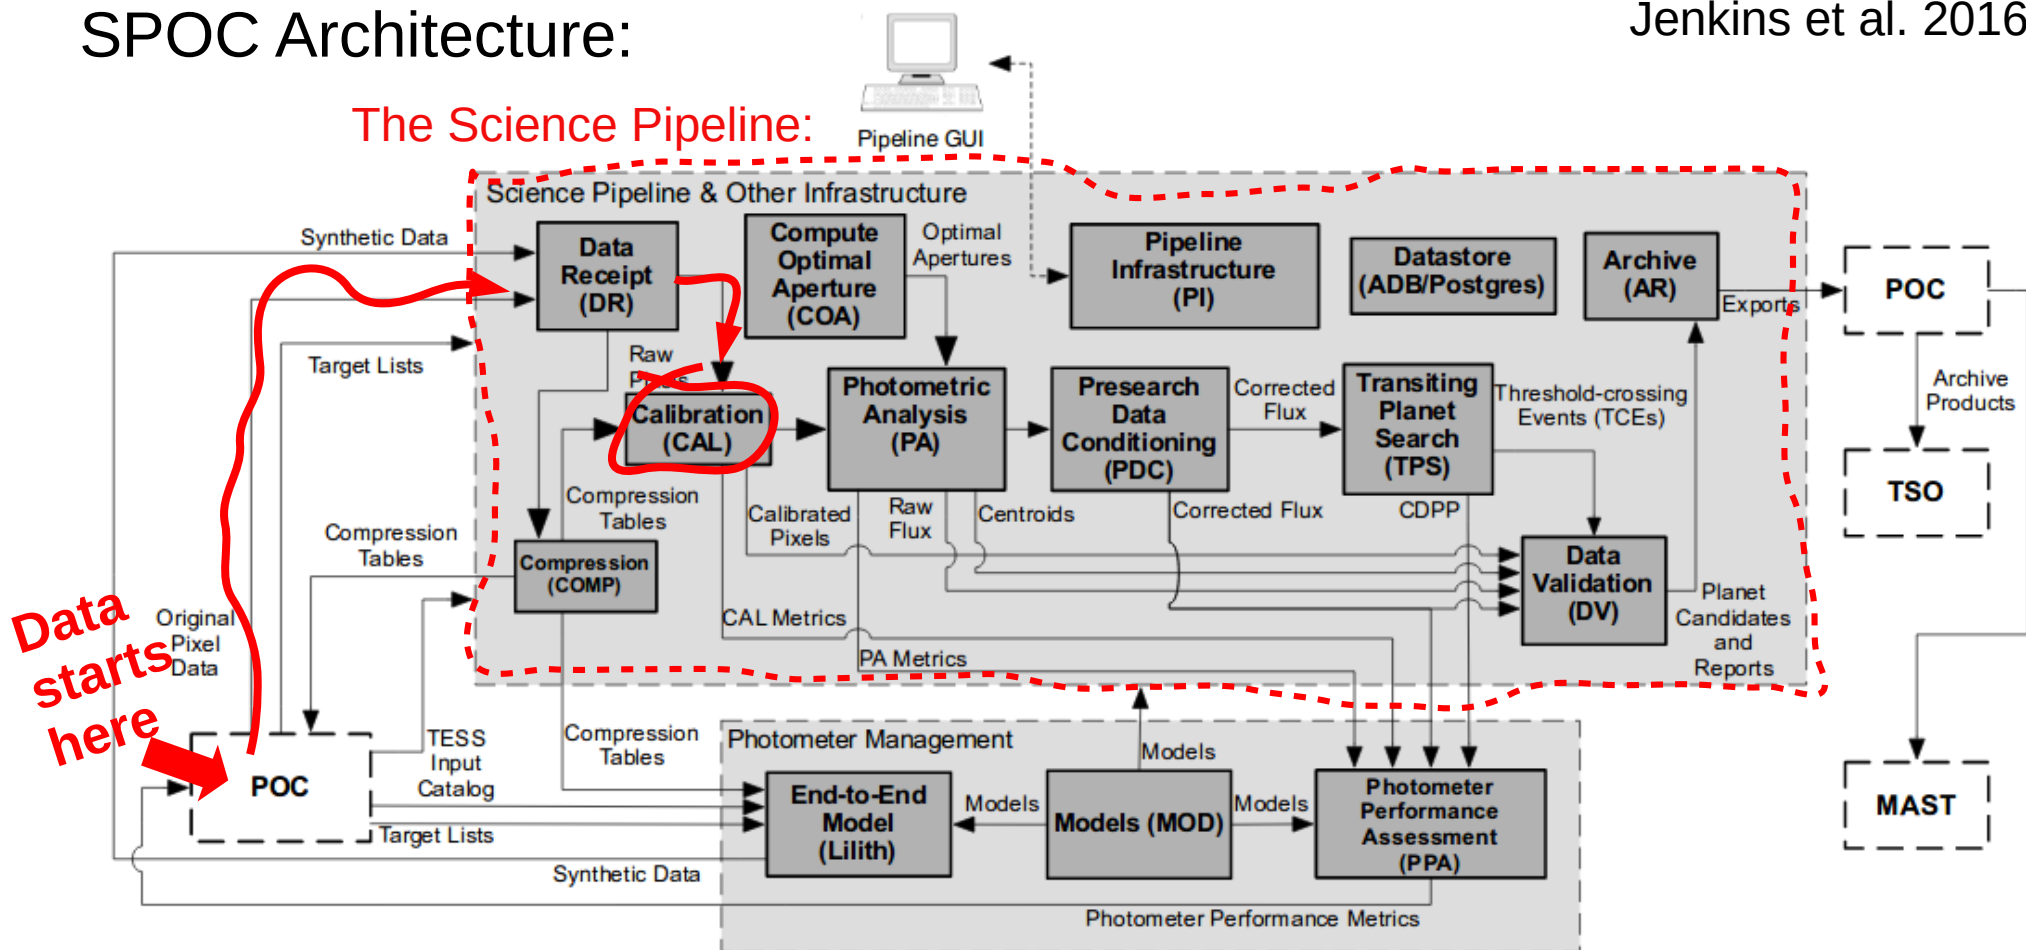 SPOC Architecture:
Jenkins et al. 2016
The Science Pipeline:
Pipeline GUI
Science Pipeline & Other Infrastructure
Synthetic Data
Data
Receipt
(DR)
Compute
Optimal
Aperture
(COA)
Optimal
Apertures
Pipeline
Infrastructure
(PI)
Datastore
(ADB/Postgres)
Archive
(AR)
Exports
POC
Target Lists
Raw
Pixels
Calibration
(CAL)
Photometric
Analysis
(PA)
Presearch
Data
Conditioning
(PDC)
Corrected
Flux
Transiting
Planet
Search
(TPS)
Threshold-crossing
Events (TCEs)
Archive
Products
TSO
Compression
Tables
Compression
Tables
Calibrated
Pixels
Raw
Flux
Centroids
Corrected Flux
CDPP
Compression
(COMP)
Data
Validation
(DV)
Data
starts
here
Original
Pixel
Data
CAL Metrics
PA Metrics
Planet
Candidates
and
Reports
POC
TESS
Input
Catalog
Target Lists
Compression
Tables
Photometer Management
Models
End-to-End
Model
(Lilith)
Models
Models (MOD)
Models
Photometer
Performance
Assessment
(PPA)
MAST
Synthetic Data
Photometer Performance Metrics